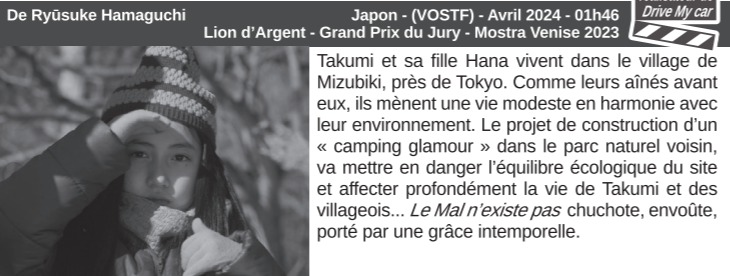 De Ryūsuke Hamaguchi
Japon - (VOSTF) - Avril 2024 - 01h46
Lion d’Argent - Grand Prix du Jury - Mostra Venise 2023
Drive My car
Takumi et sa fille Hana vivent dans le village de
Mizubiki, près de Tokyo. Comme leurs aînés avant
eux, ils mènent une vie modeste en harmonie avec
leur environnement. Le projet de construction d’un
« camping glamour » dans le parc naturel voisin,
va mettre en danger l’équilibre écologique du site
et affecter profondément la vie de Takumi et des
villageois... Le Mal n’existe pas chuchote, envoûte,
porté par une grâce intemporelle.